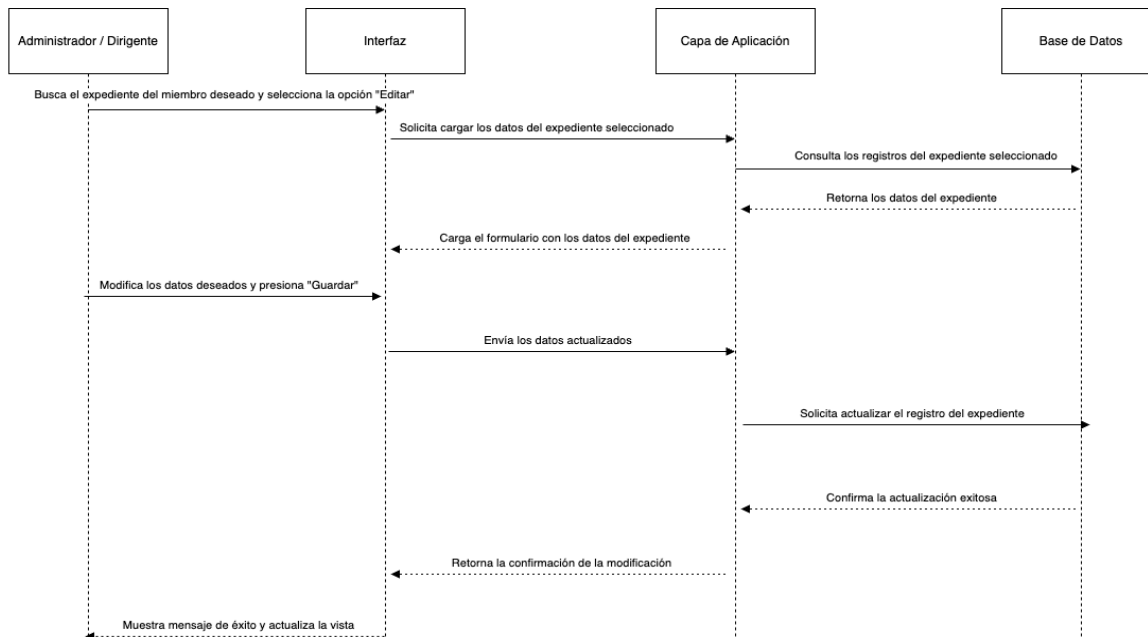 Administrador / Dirigente
Interfaz
Capa de Aplicación
Base de Datos
Busca el expediente del miembro deseado y selecciona la opción "Editar"
Solicita cargar los datos del expediente seleccionado
Consulta los registros del expediente seleccionado
Retorna los datos del expediente
Carga el formulario con los datos del expediente
Modifica los datos deseados y presiona "Guardar"
Envía los datos actualizados
Solicita actualizar el registro del expediente
Confirma la actualización exitosa
Retorna la confirmación de la modificación
Muestra mensaje de éxito y actualiza la vista